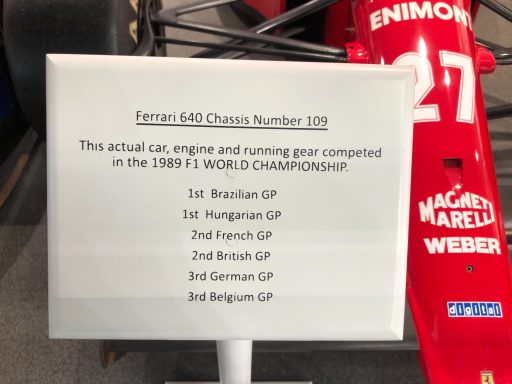 Ferrari 640 Chassis Number 109
This actual car, engine and running gear competed
in the 1989 F1 WORLD CHAMPIONSHIP.
1st Brazilian GP
1st Hungarian GP
2nd French GP
2nd British GP
3rd German GP
3rd Belgium GP
ENIMONT
27
MAGNETI
MARELLI
WEBER
digital